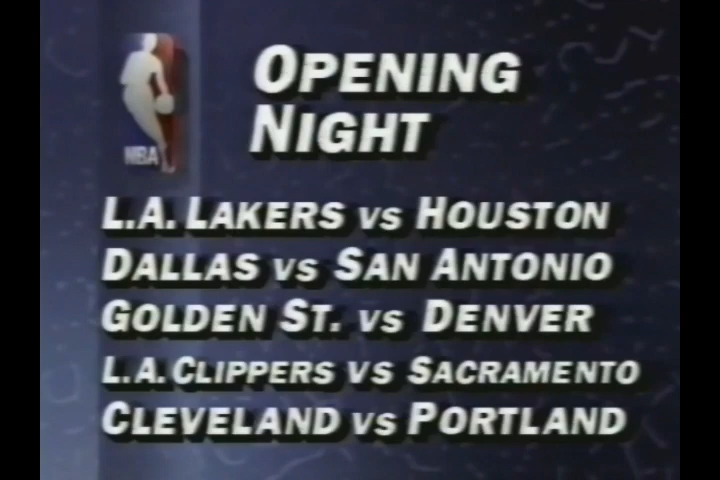 OPENING
NIGHT
NBA
L.A. LAKERS VS HOUSTON
DALLAS VS SAN ANTONIO
GOLDEN ST. VS DENVER
L.A. CLIPPERS VS SACRAMENTO
CLEVELAND VS PORTLAND